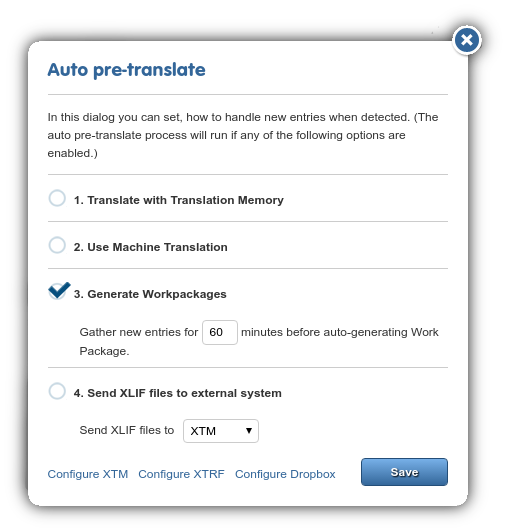 Auto pre-translate
In this dialog you can set, how to handle new entries when detected. (The
auto pre-translate process will run if any of the following options are
enabled.)
1. Translate with Translation Memory
2. Use Machine Translation
3. Generate Workpackages
Gather new entries for 60 minutes before auto-generating Work
Package.
4. Send XLIF files to external system
Send XLIF files to XTM
Configure XTM Configure XTRF Configure Dropbox Save